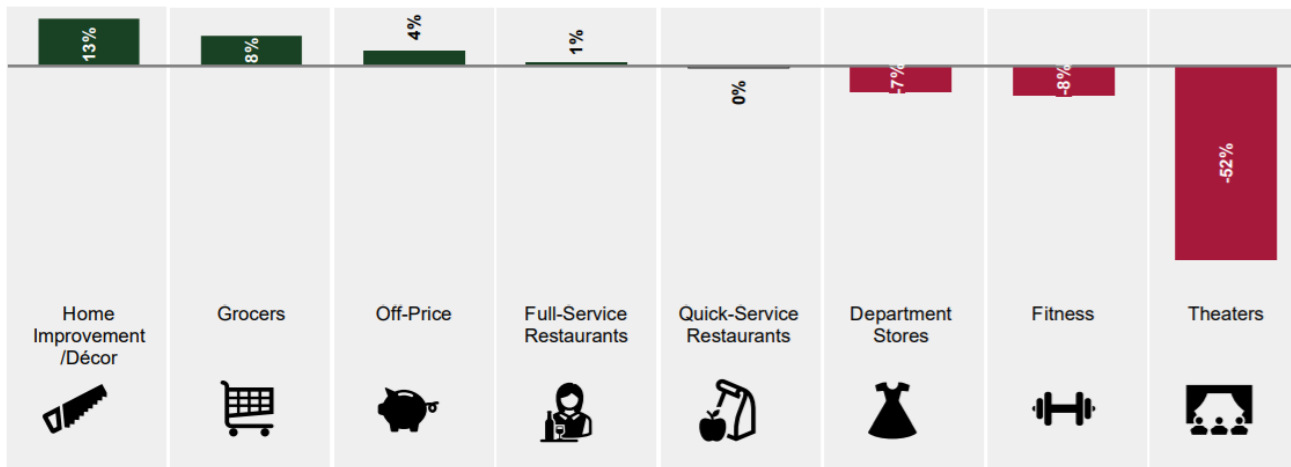 13%
8%
4%
1%
0%
-7%
-8%
-52%
Home
Improvement
/Décor
Grocers
Off-Price
Full-Service
Restaurants
Quick-Service
Restaurants
Department
Stores
Fitness
Theaters